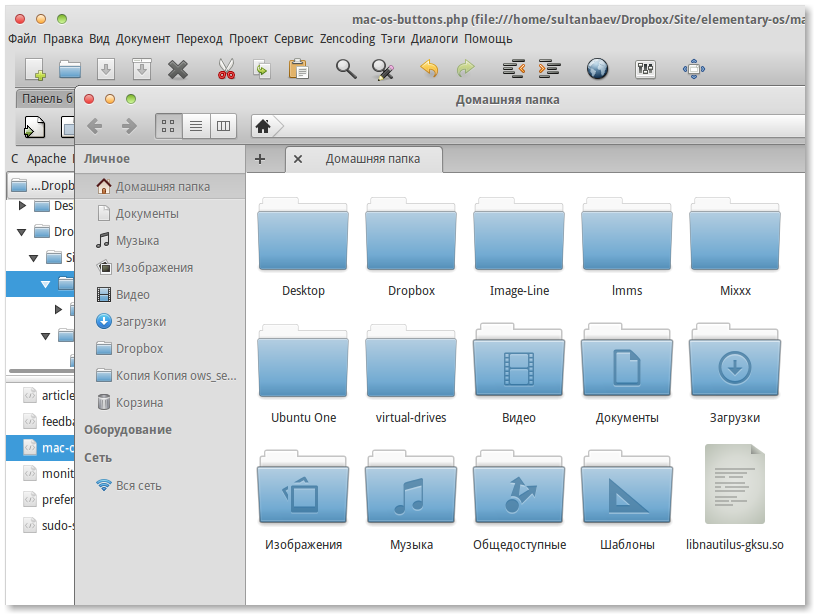 mac-os-buttons.php (file:///home/sultanbaev/Dropbox/Site/elementary-os/ma
Файл Правка Вид Документ Переход Проект Сервис Zencoding Тэги Диалоги Помощь
Панель б
Домашняя папка
C Apache
Личное
Домашняя папка
...Dropb
Домашняя папка
Документы
Des
Музыка
Dro
Изображения
Si
Видео
Загрузки
Dropbox
Копия Копия ows_se...
Корзина
Оборудование
Сеть
Вся сеть
article
feedba
mac-o
monit
prefer
sudo-s
Desktop Dropbox Image-Line lmms Mixxx
Ubuntu One virtual-drives Видео Документы Загрузки
Изображения Музыка Общедоступные Шаблоны libnautilus-gksu.so